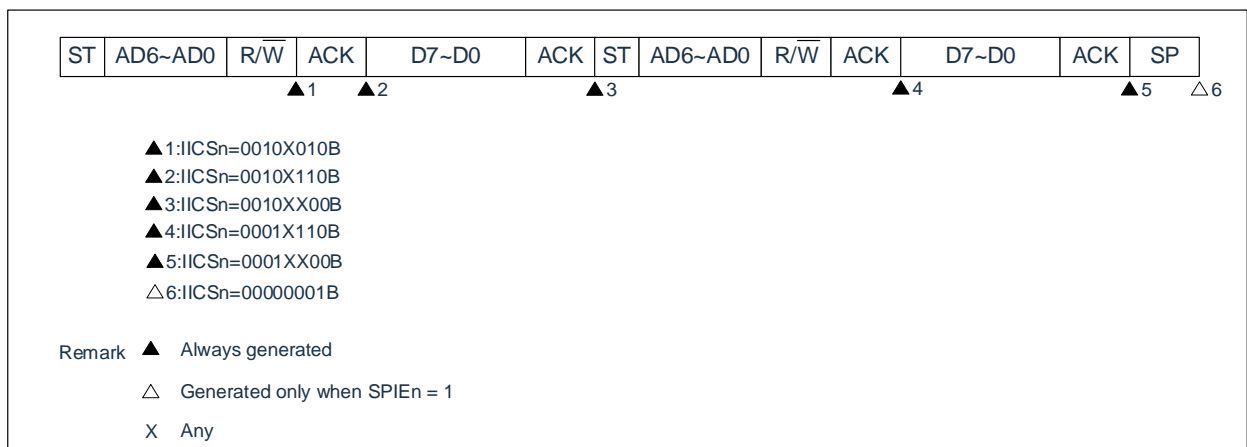 ST AD6~AD0 R/W̅ ACK D7~D0 ACK ST AD6~AD0 R/W̅ ACK D7~D0 ACK SP
▲1 ▲2 ▲3 ▲4 ▲5 △6
▲1:IICSn=0010X010B
▲2:IICSn=0010X110B
▲3:IICSn=0010XX00B
▲4:IICSn=0001X110B
▲5:IICSn=0001XX00B
△6:IICSn=00000001B
Remark ▲ Always generated
△ Generated only when SPIEn = 1
X Any